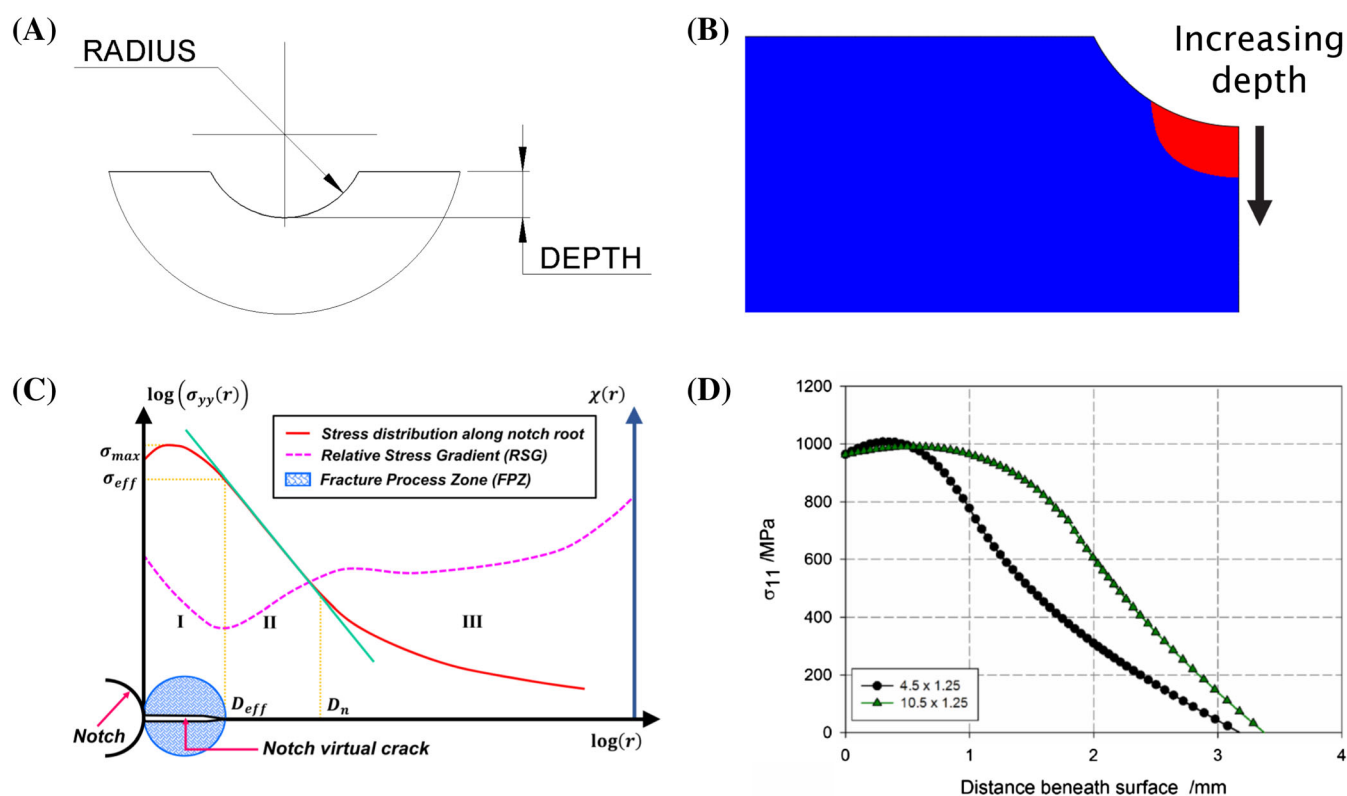 (A)
RADIUS
DEPTH
(B)
Increasing
depth
(C)
log(σyy(r))
χ(r)
σmax
σeff
Stress distribution along notch root
Relative Stress Gradient (RSG)
Fracture Process Zone (FPZ)
I
II
III
Deff
Dn
Notch
Notch virtual crack
log(r)
(D)
1200
1000
800
600
400
200
0
σ11 /MPa
4.5 x 1.25
10.5 x 1.25
0
1
2
3
4
Distance beneath surface /mm